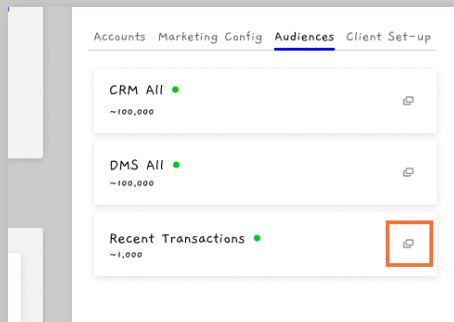 Accounts Marketing Config Audiences Client Set-up
CRM All
~100,000
DMS All
~100,000
Recent Transactions
~1,000